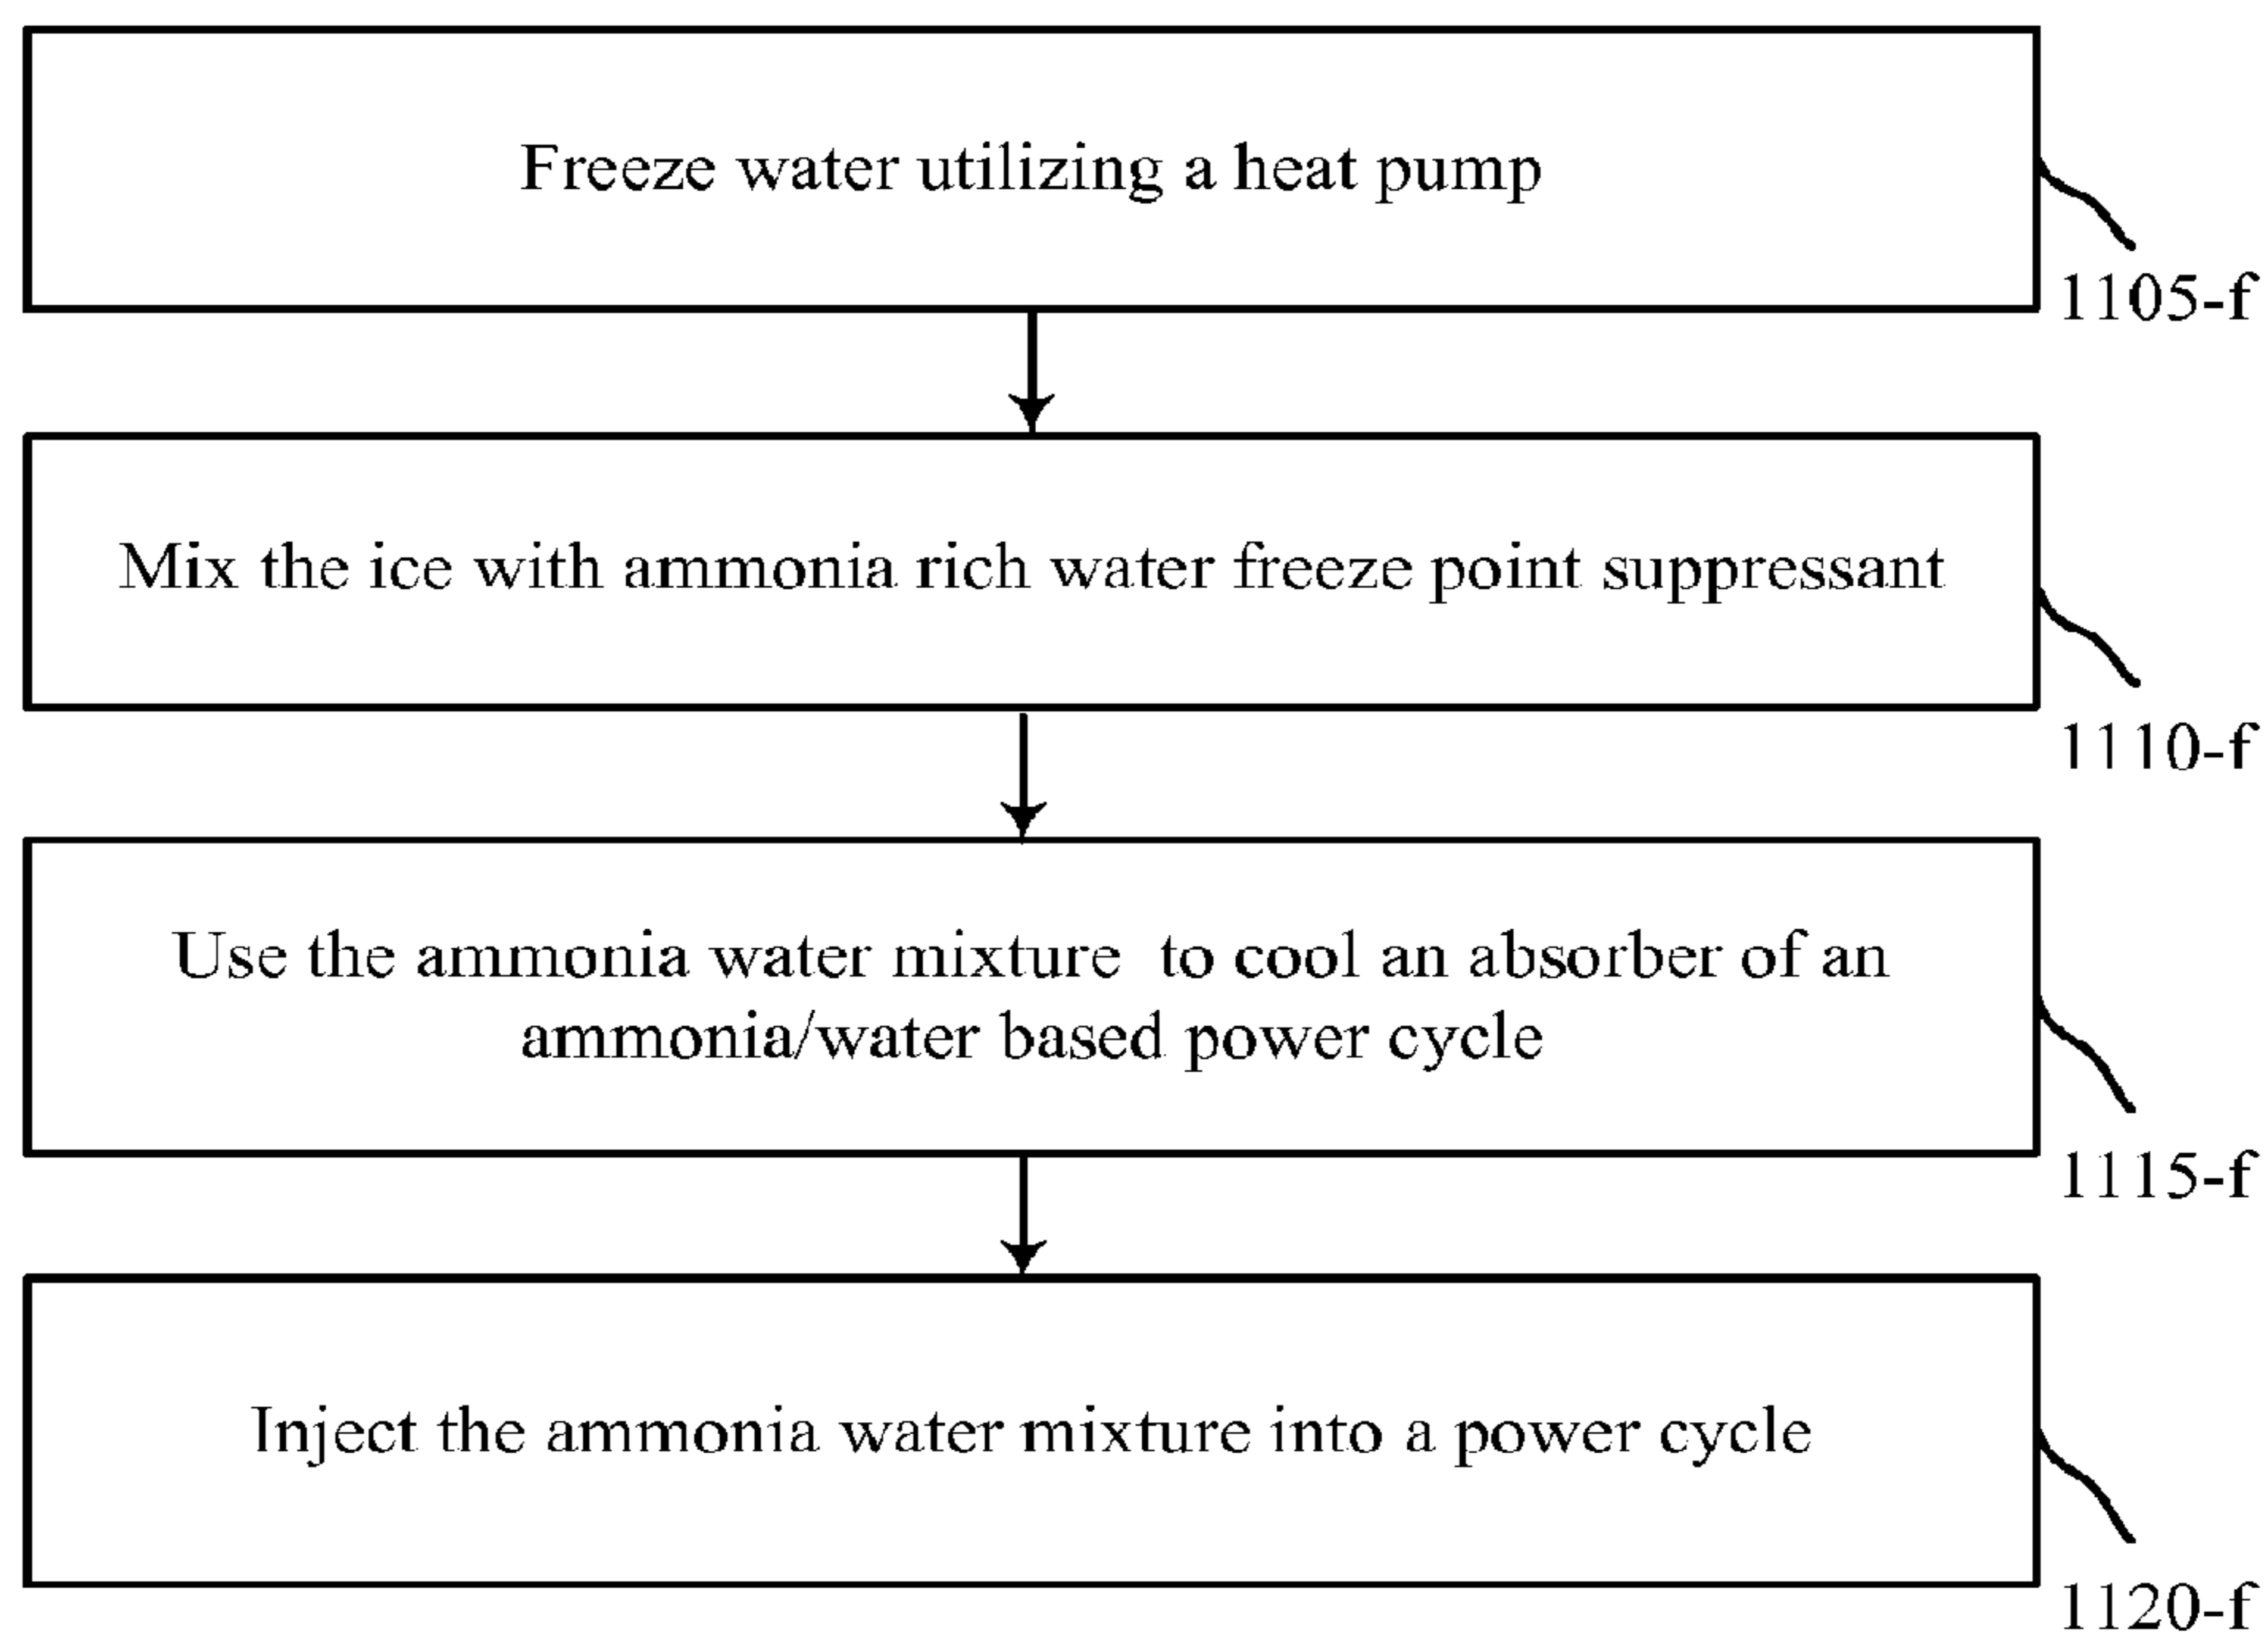 Freeze water utilizing a heat pump
1105-f
Mix the ice with ammonia rich water freeze point suppressant
1110-f
Use the ammonia water mixture to cool an absorber of an
ammonia/water based power cycle
1115-f
Inject the ammonia water mixture into a power cycle
1120-f